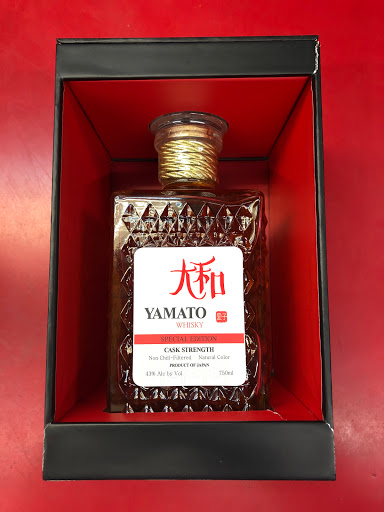 大和
YAMATO
WHISKY
SPECIAL EDITION
CASK STRENGTH
Non Chill-Filtered Natural Color
PRODUCT OF JAPAN
43% Alc by Vol 750ml